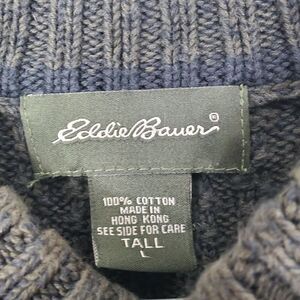 Eddie Bauer ®
100% COTTON
MADE IN
HONG KONG
SEE SIDE FOR CARE
TALL
L